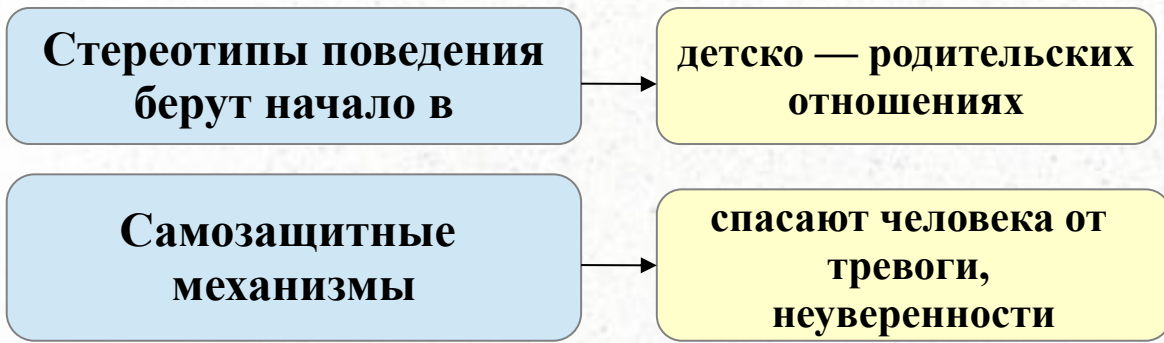 Стереотипы поведения
берут начало в
детско — родительских
отношениях
Самозащитные
механизмы
спасают человека от
тревоги,
неуверенности